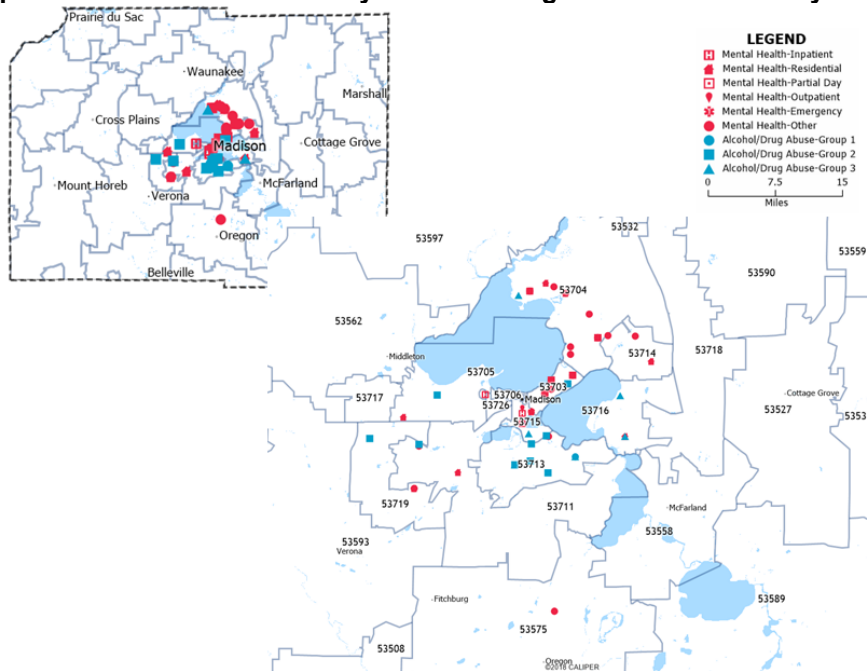 Prairie du Sac
Waunakee
Marshall
Cross Plains
Madison
Cottage Grove
Mount Horeb
McFarland
Verona
Oregon
Belleville
LEGEND
Mental Health-Inpatient
Mental Health-Residential
Mental Health-Partial Day
Mental Health-Outpatient
Mental Health-Emergency
Mental Health-Other
Alcohol/Drug Abuse-Group 1
Alcohol/Drug Abuse-Group 2
Alcohol/Drug Abuse-Group 3
0 7.5 15
Miles
53597
53532
53559
53590
53704
53562
53714
53718
Middleton
53705
53703
53717
53706
53726
Madison
53716
Cottage Grove
53527
5353
53715
53713
53719
53711
McFarland
53558
53593
Verona
Fitchburg
53589
53575
53508
Oregon
©2018 CALIPER